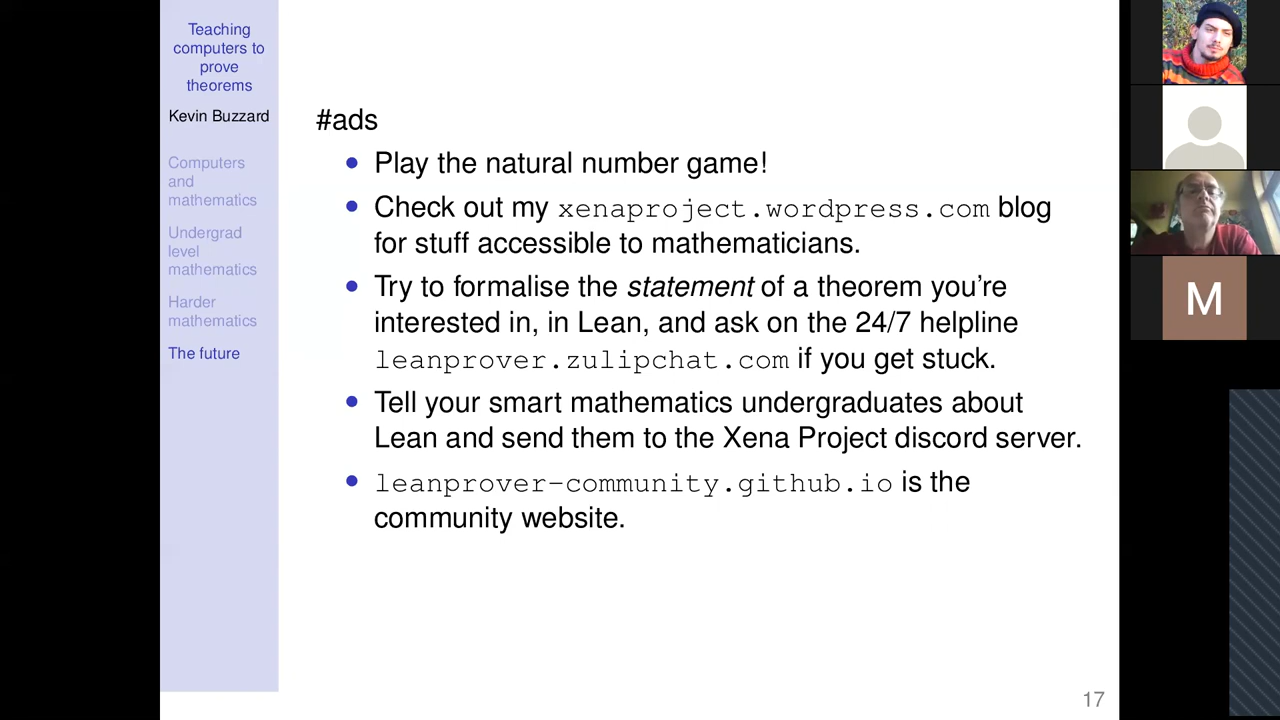 Teaching
computers to
prove
theorems
Kevin Buzzard
Computers
and
mathematics
Undergrad
level
mathematics
Harder
mathematics
The future
#ads
• Play the natural number game!
• Check out my xenaproject.wordpress.com blog
for stuff accessible to mathematicians.
• Try to formalise the statement of a theorem you're
interested in, in Lean, and ask on the 24/7 helpline
leanprover.zulipchat.com if you get stuck.
• Tell your smart mathematics undergraduates about
Lean and send them to the Xena Project discord server.
• leanprover-community.github.io is the
community website.
17
M